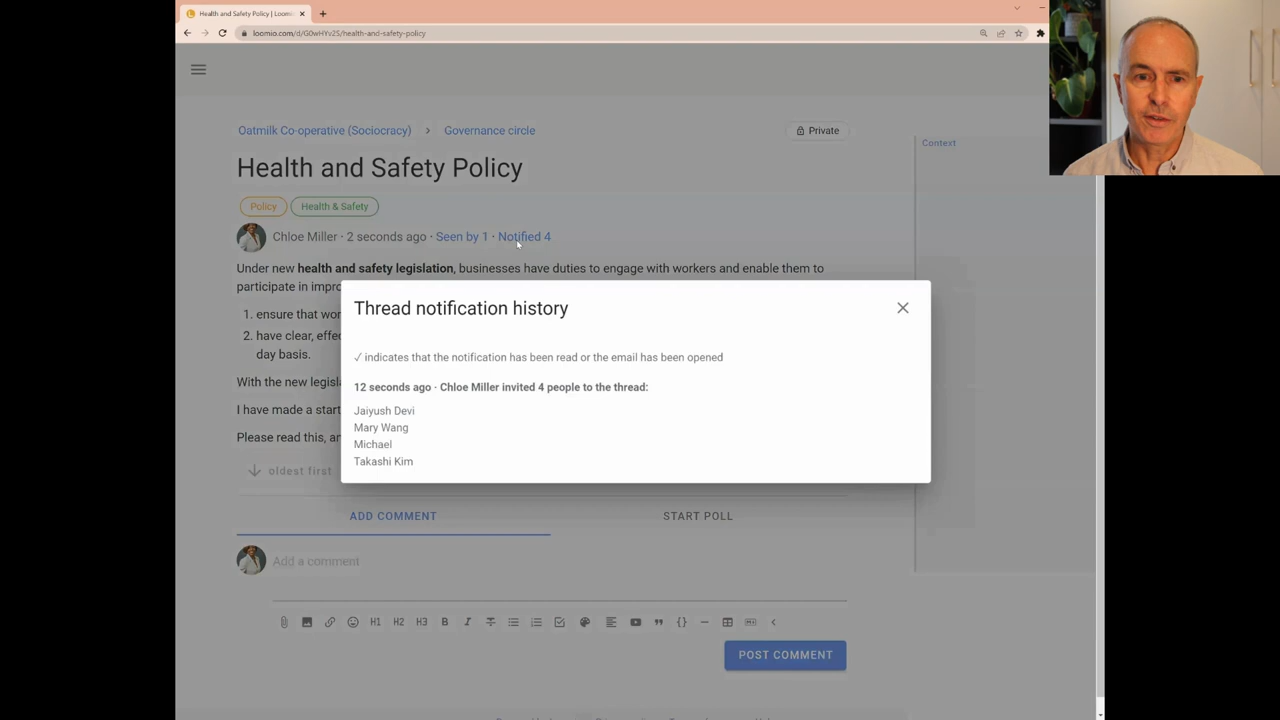 Health and Safety Policy | Loomio
loomio.com/d/G0wHYv2S/health-and-safety-policy
Oatmilk Co-operative (Sociocracy) › Governance circle
Private
Context
Health and Safety Policy
Policy
Health & Safety
Chloe Miller · 2 seconds ago · Seen by 1 · Notified 4
Under new health and safety legislation, businesses have duties to engage with workers and enable them to
participate in impro
1. ensure that wor
2. have clear, effec
day basis.
With the new legisla
I have made a start
Please read this, an
oldest first
Thread notification history
✓ indicates that the notification has been read or the email has been opened
12 seconds ago · Chloe Miller invited 4 people to the thread:
Jaiyush Devi
Mary Wang
Michael
Takashi Kim
ADD COMMENT
START POLL
Add a comment
H1 H2 H3 B I
POST COMMENT